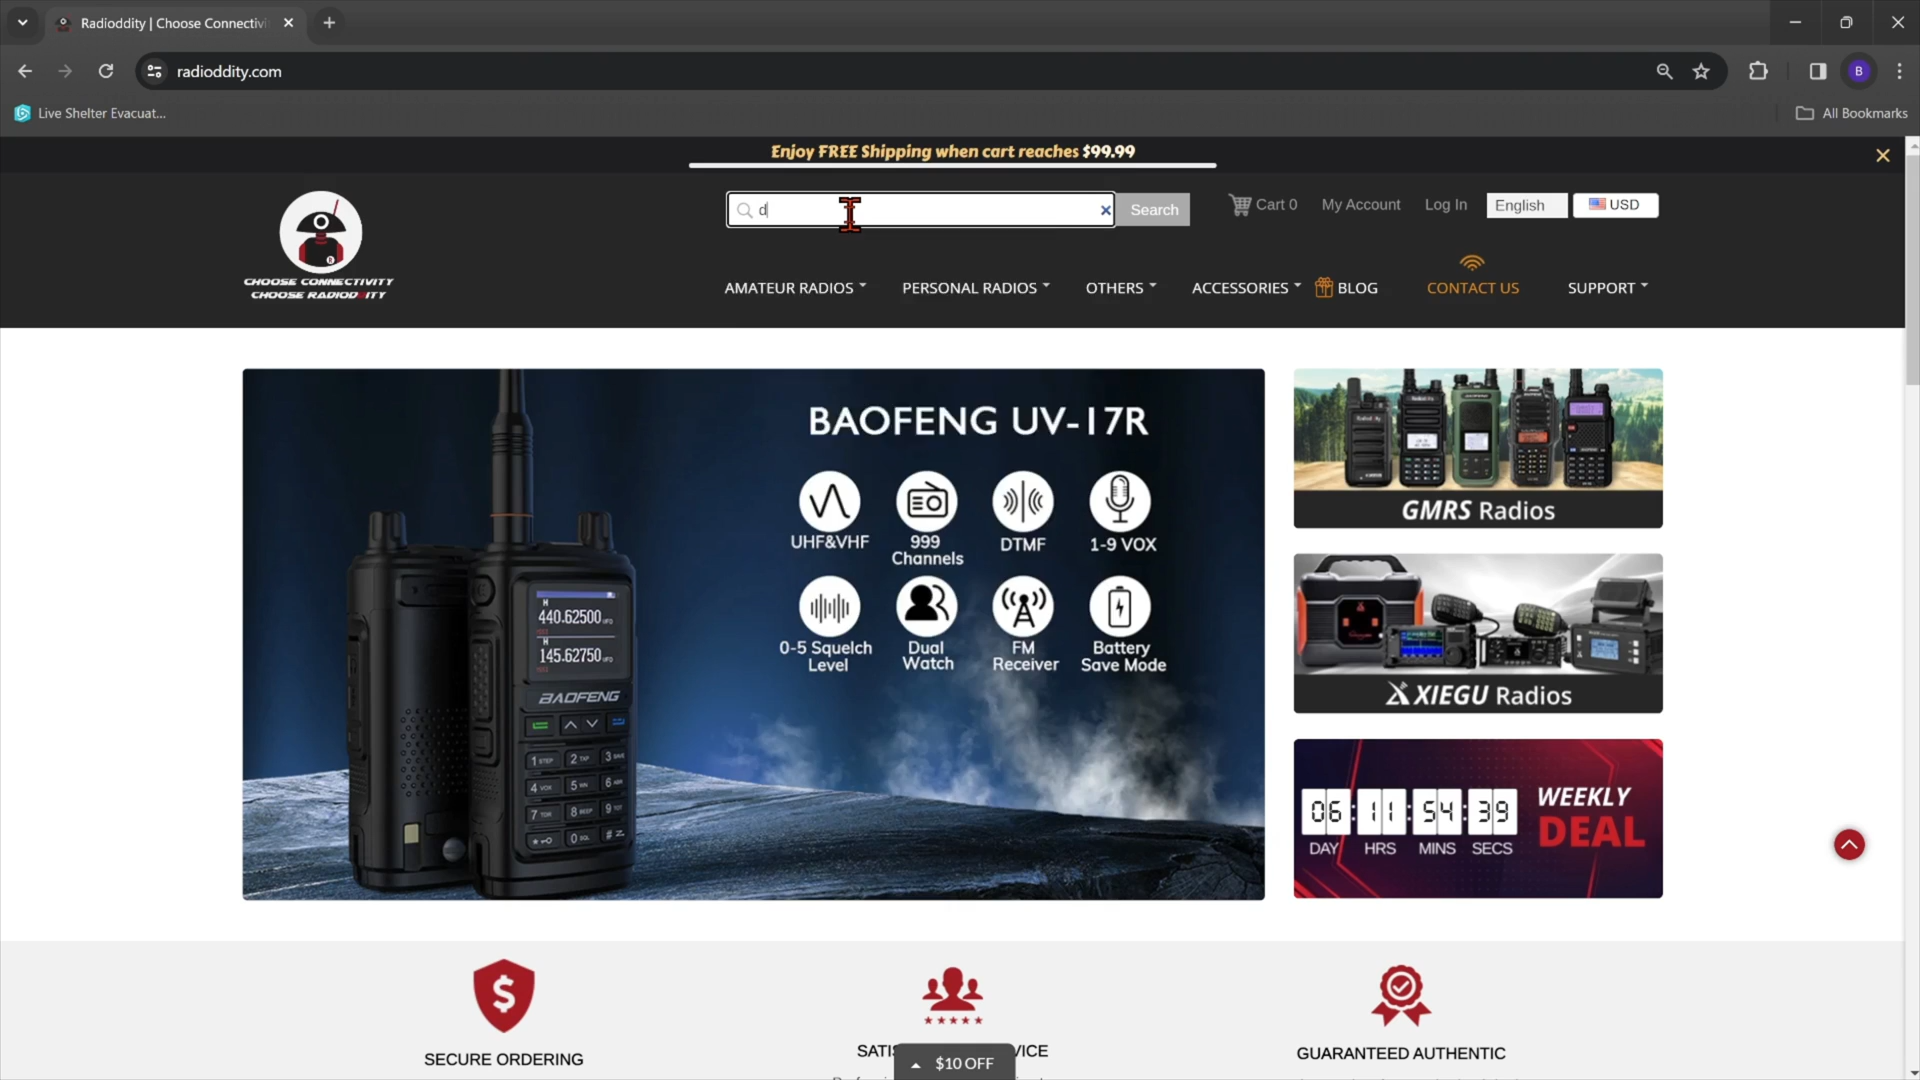 Radioddity | Choose Connectivi
radioddity.com
B
Live Shelter Evacuat...
All Bookmarks
Enjoy FREE Shipping when cart reaches $99.99
d
Search
Cart 0
My Account
Log In
English
USD
CHOOSE CONNECTIVITY
CHOOSE RADIODDITY
AMATEUR RADIOS
PERSONAL RADIOS
OTHERS
ACCESSORIES
BLOG
CONTACT US
SUPPORT
BAOFENG UV-17R
UHF&VHF
999
Channels
DTMF
1-9 VOX
0-5 Squelch
Level
Dual
Watch
FM
Receiver
Battery
Save Mode
440.62500
145.62750
BAOFENG
GMRS Radios
XIEGU Radios
06 : 11 : 54 : 39
DAY HRS MINS SECS
WEEKLY
DEAL
SECURE ORDERING
GUARANTEED AUTHENTIC
$10 OFF